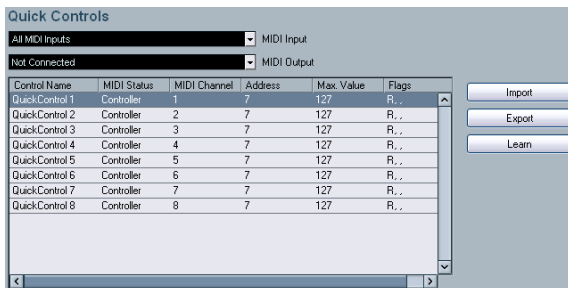 Quick Controls
All MIDI Inputs MIDI Input
Not Connected MIDI Output
Control Name MIDI Status MIDI Channel Address Max. Value Flags
QuickControl 1 Controller 1 7 127 R, ,
QuickControl 2 Controller 2 7 127 R, ,
QuickControl 3 Controller 3 7 127 R, ,
QuickControl 4 Controller 4 7 127 R, ,
QuickControl 5 Controller 5 7 127 R, ,
QuickControl 6 Controller 6 7 127 R, ,
QuickControl 7 Controller 7 7 127 R, ,
QuickControl 8 Controller 8 7 127 R, ,
Import
Export
Learn